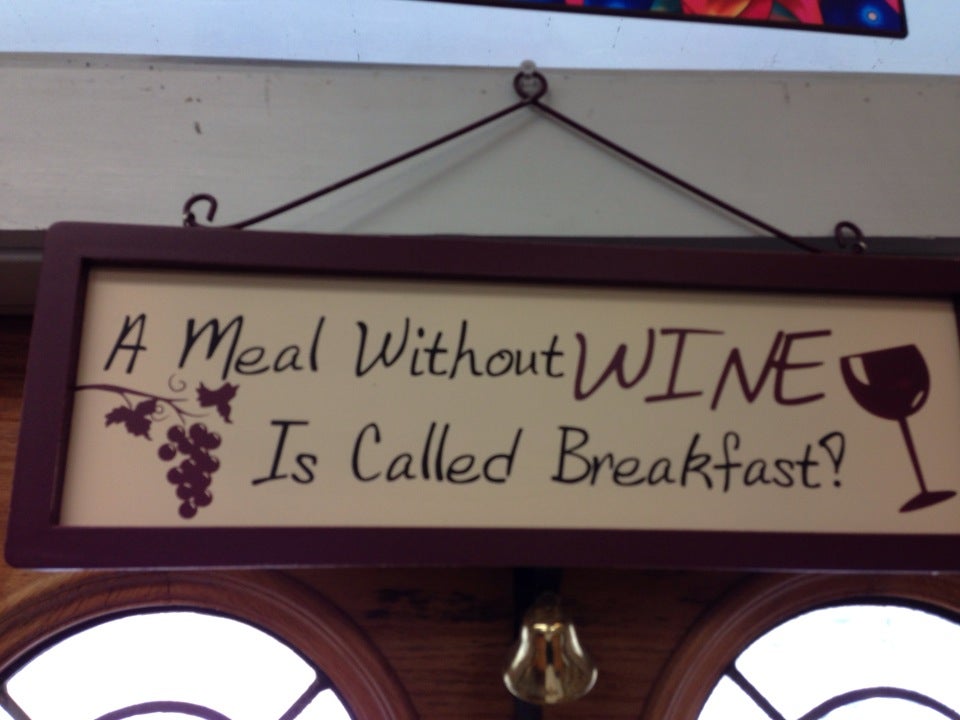 A Meal Without WINE
Is Called Breakfast!